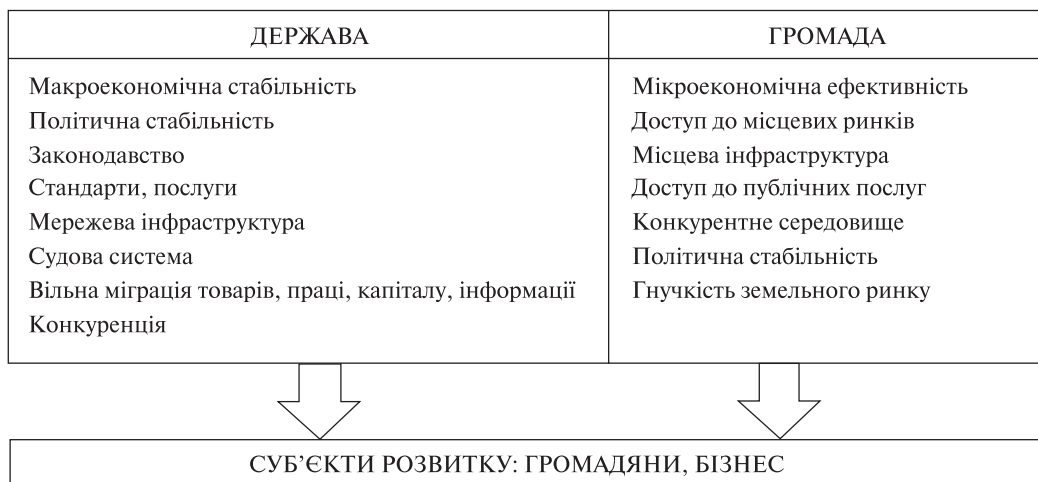 ДЕРЖАВА
Макроекономічна стабільність
Політична стабільність
Законодавство
Стандарти, послуги
Мережева інфраструктура
Судова система
Вільна міграція товарів, праці, капіталу, інформації
Конкуренція
ГРОМАДА
Мікроекономічна ефективність
Доступ до місцевих ринків
Місцева інфраструктура
Доступ до публічних послуг
Конкурентне середовище
Політична стабільність
Гнучкість земельного ринку
СУБ’ЄКТИ РОЗВИТКУ: ГРОМАДЯНИ, БІЗНЕС